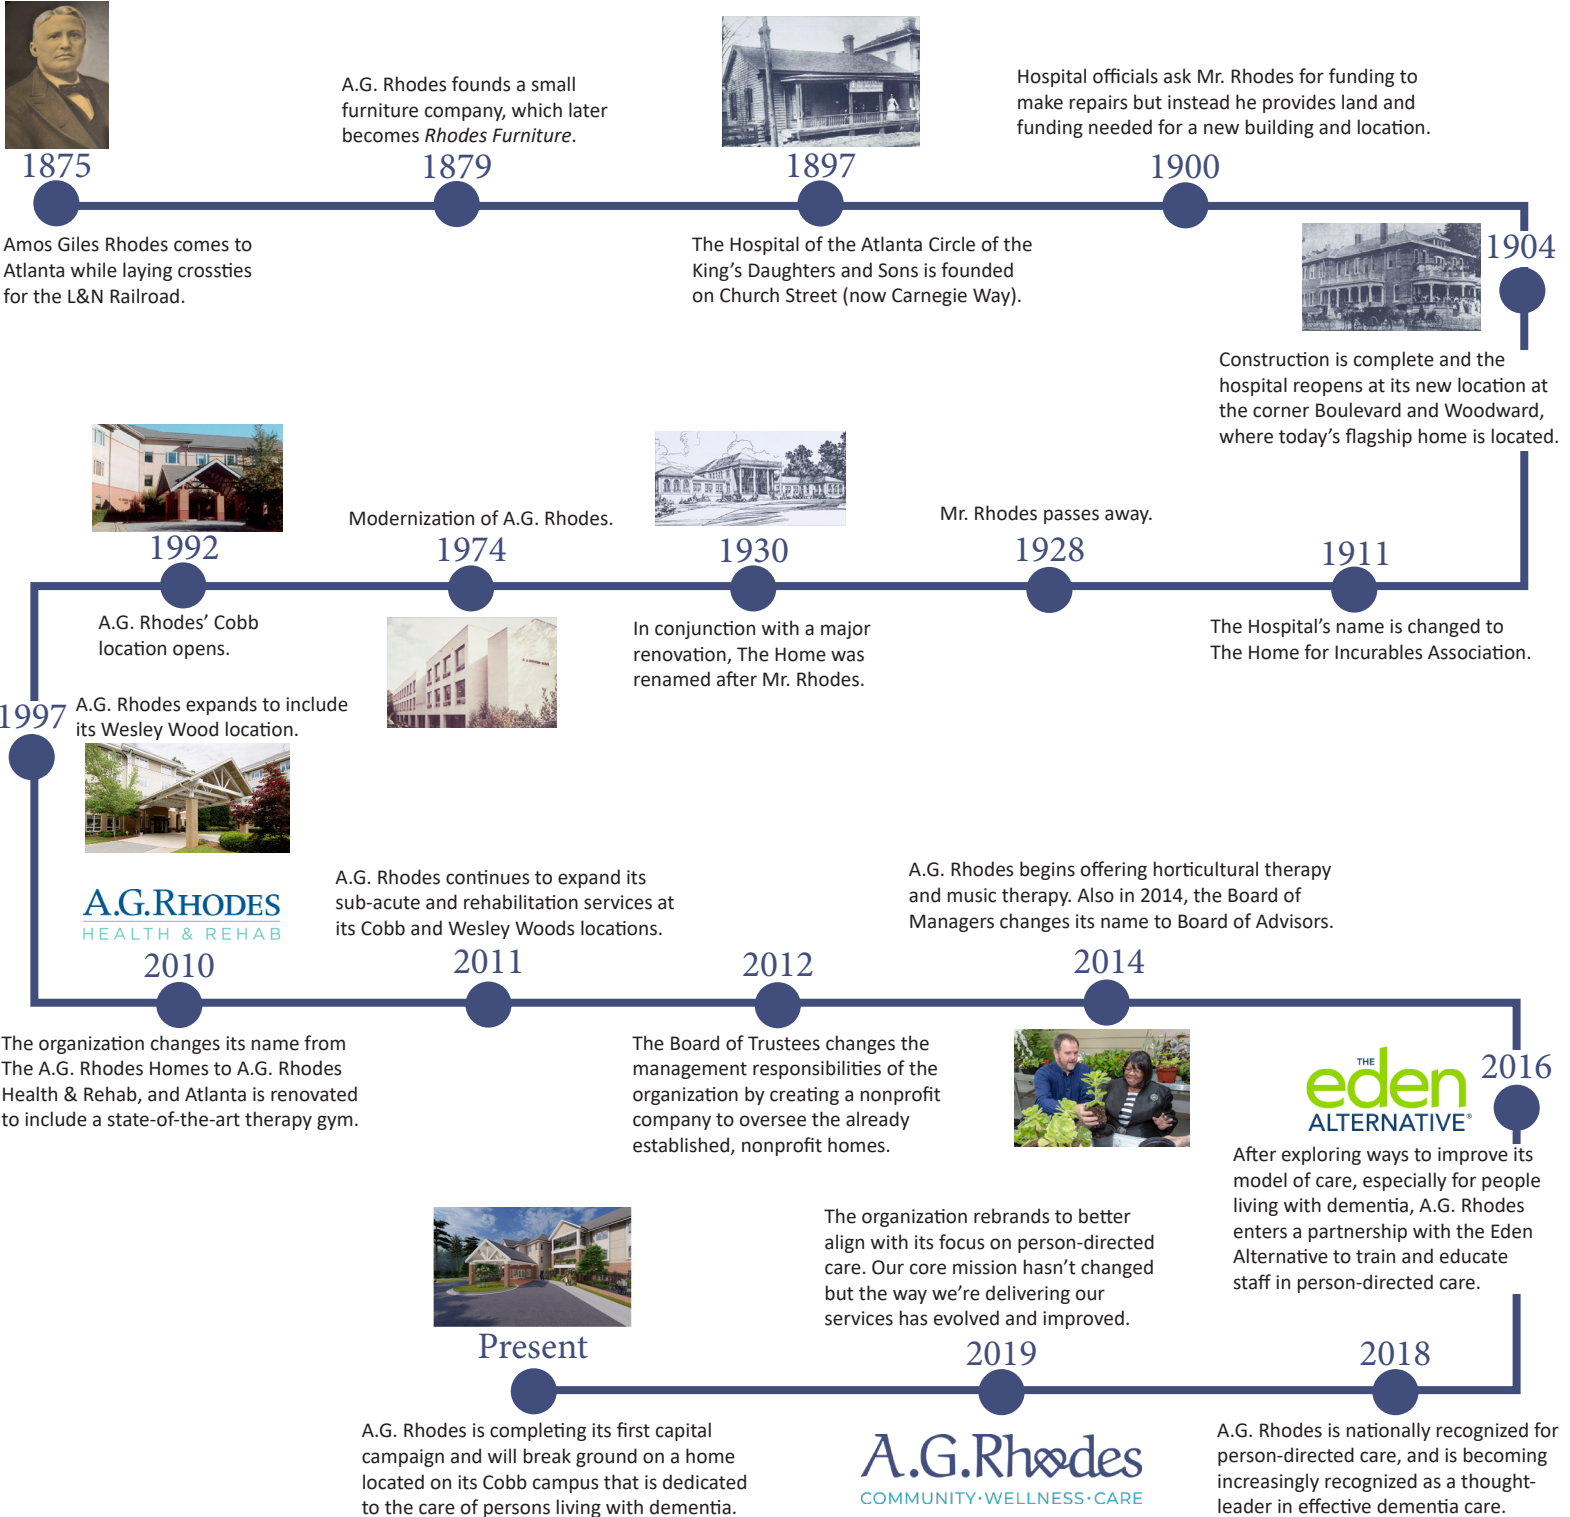 1875
Amos Giles Rhodes comes to
Atlanta while laying crossties
for the L&N Railroad.
A.G. Rhodes founds a small
furniture company, which later
becomes Rhodes Furniture.
1879
1897
The Hospital of the Atlanta Circle of the
King's Daughters and Sons is founded
on Church Street (now Carnegie Way).
Hospital officials ask Mr. Rhodes for funding to
make repairs but instead he provides land and
funding needed for a new building and location.
1900
1904
Construction is complete and the
hospital reopens at its new location at
the corner Boulevard and Woodward,
where today's flagship home is located.
1911
The Hospital's name is changed to
The Home for Incurables Association.
Mr. Rhodes passes away.
1928
1930
In conjunction with a major
renovation, The Home was
renamed after Mr. Rhodes.
Modernization of A.G. Rhodes.
1974
1992
A.G. Rhodes' Cobb
location opens.
1997
A.G. Rhodes expands to include
its Wesley Wood location.
A.G.RHODES
HEALTH & REHAB
2010
The organization changes its name from
The A.G. Rhodes Homes to A.G. Rhodes
Health & Rehab, and Atlanta is renovated
to include a state-of-the-art therapy gym.
A.G. Rhodes continues to expand its
sub-acute and rehabilitation services at
its Cobb and Wesley Woods locations.
2011
2012
The Board of Trustees changes the
management responsibilities of the
organization by creating a nonprofit
company to oversee the already
established, nonprofit homes.
A.G. Rhodes begins offering horticultural therapy
and music therapy. Also in 2014, the Board of
Managers changes its name to Board of Advisors.
2014
2016
THE
eden
ALTERNATIVE®
After exploring ways to improve its
model of care, especially for people
living with dementia, A.G. Rhodes
enters a partnership with the Eden
Alternative to train and educate
staff in person-directed care.
2018
A.G. Rhodes is nationally recognized for
person-directed care, and is becoming
increasingly recognized as a thought-
leader in effective dementia care.
The organization rebrands to better
align with its focus on person-directed
care. Our core mission hasn't changed
but the way we're delivering our
services has evolved and improved.
2019
A.G.Rhodes
COMMUNITY·WELLNESS·CARE
Present
A.G. Rhodes is completing its first capital
campaign and will break ground on a home
located on its Cobb campus that is dedicated
to the care of persons living with dementia.